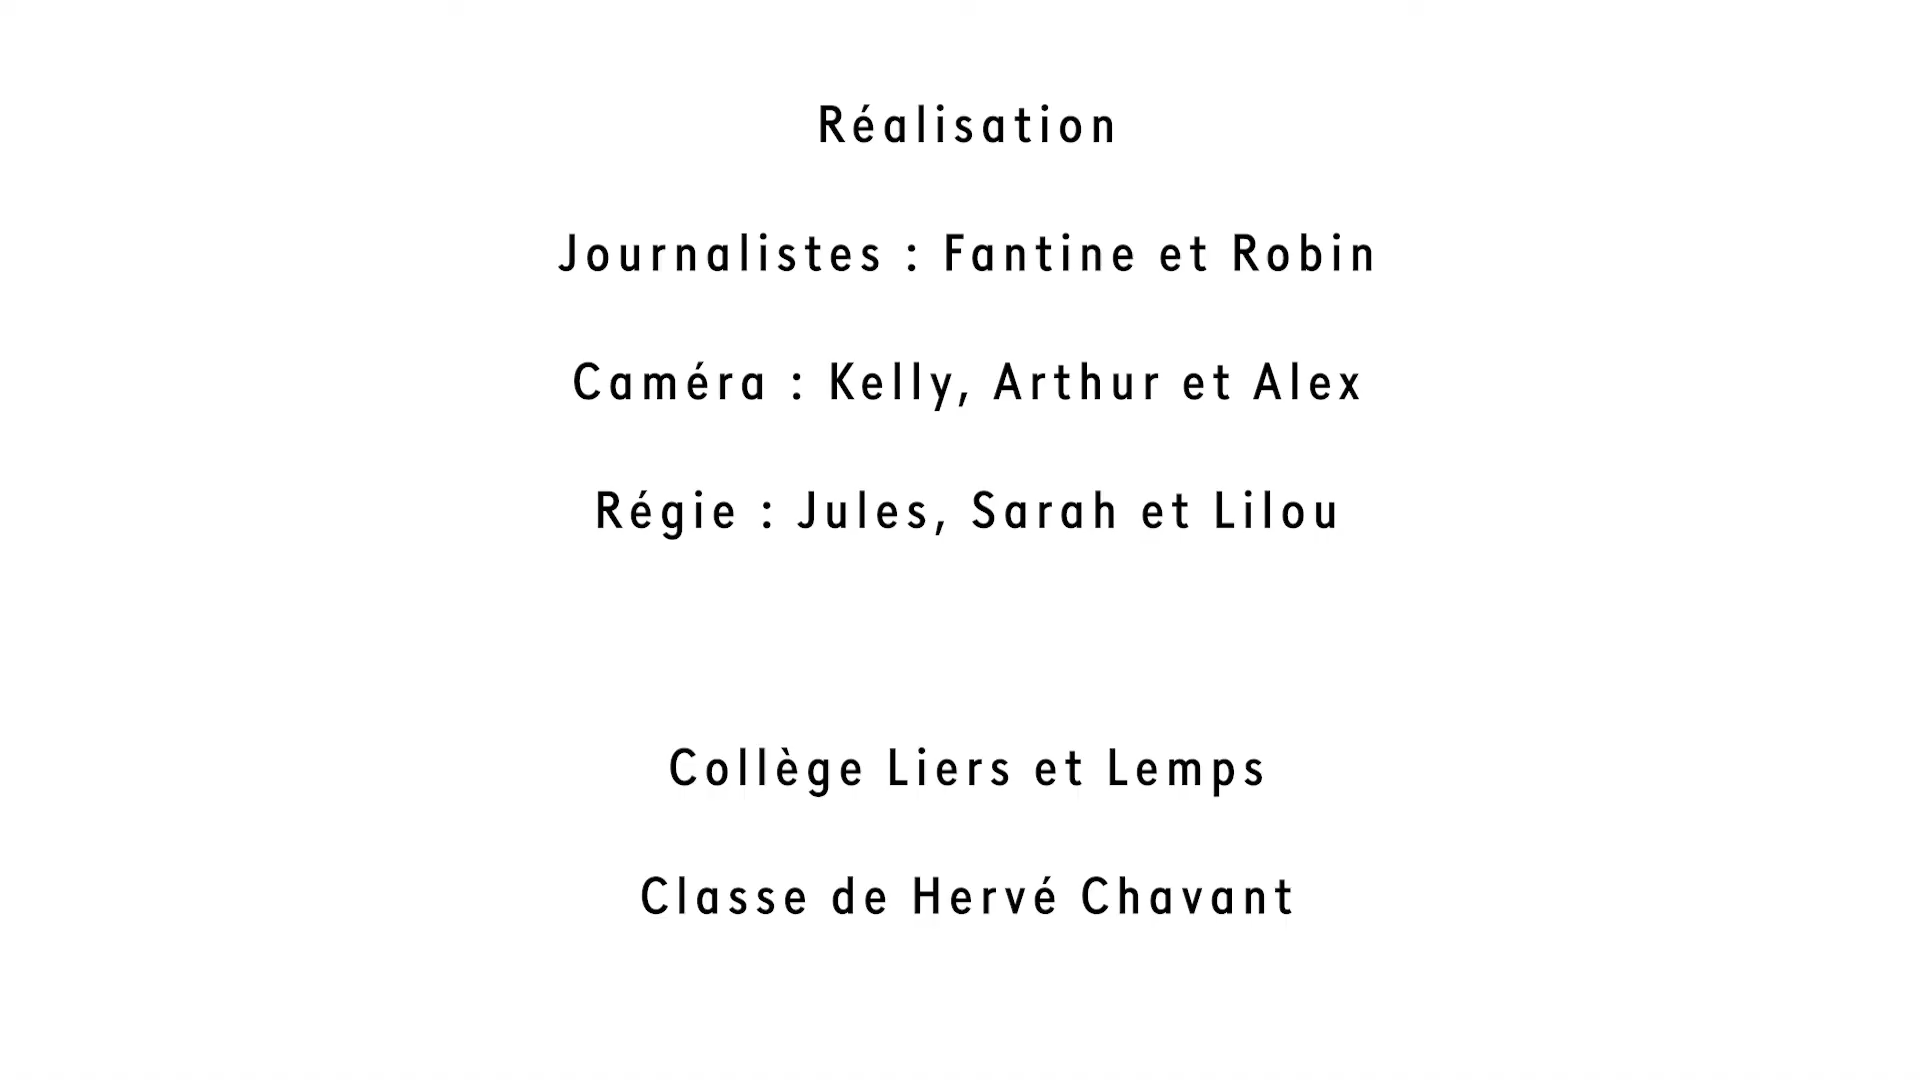 Réalisation
Journalistes : Fantine et Robin
Caméra : Kelly, Arthur et Alex
Régie : Jules, Sarah et Lilou
Collège Liers et Lemps
Classe de Hervé Chavant